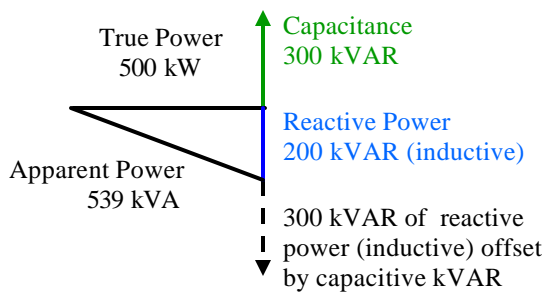 True Power
500 kW
Capacitance
300 kVAR
Reactive Power
200 kVAR (inductive)
Apparent Power
539 kVA
300 kVAR of reactive
power (inductive) offset
by capacitive kVAR